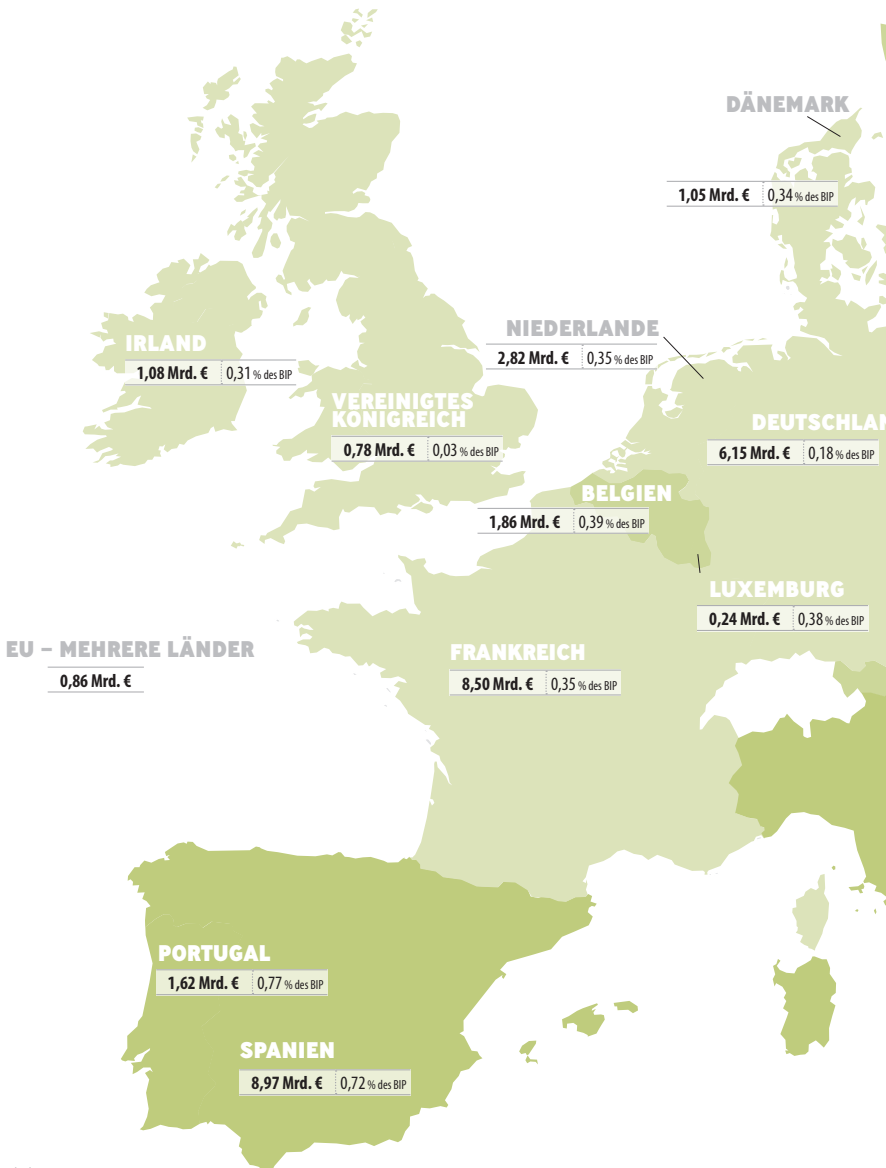 DÄNEMARK
1,05 Mrd. € 0,34 % des BIP
NIEDERLANDE
2,82 Mrd. € 0,35 % des BIP
IRLAND
1,08 Mrd. € 0,31 % des BIP
VEREINIGTES
KÖNIGREICH
0,78 Mrd. € 0,03 % des BIP
DEUTSCHLAN
6,15 Mrd. € 0,18 % des BIP
BELGIEN
1,86 Mrd. € 0,39 % des BIP
LUXEMBURG
0,24 Mrd. € 0,38 % des BIP
EU – MEHRERE LÄNDER
0,86 Mrd. €
FRANKREICH
8,50 Mrd. € 0,35 % des BIP
PORTUGAL
1,62 Mrd. € 0,77 % des BIP
SPANIEN
8,97 Mrd. € 0,72 % des BIP